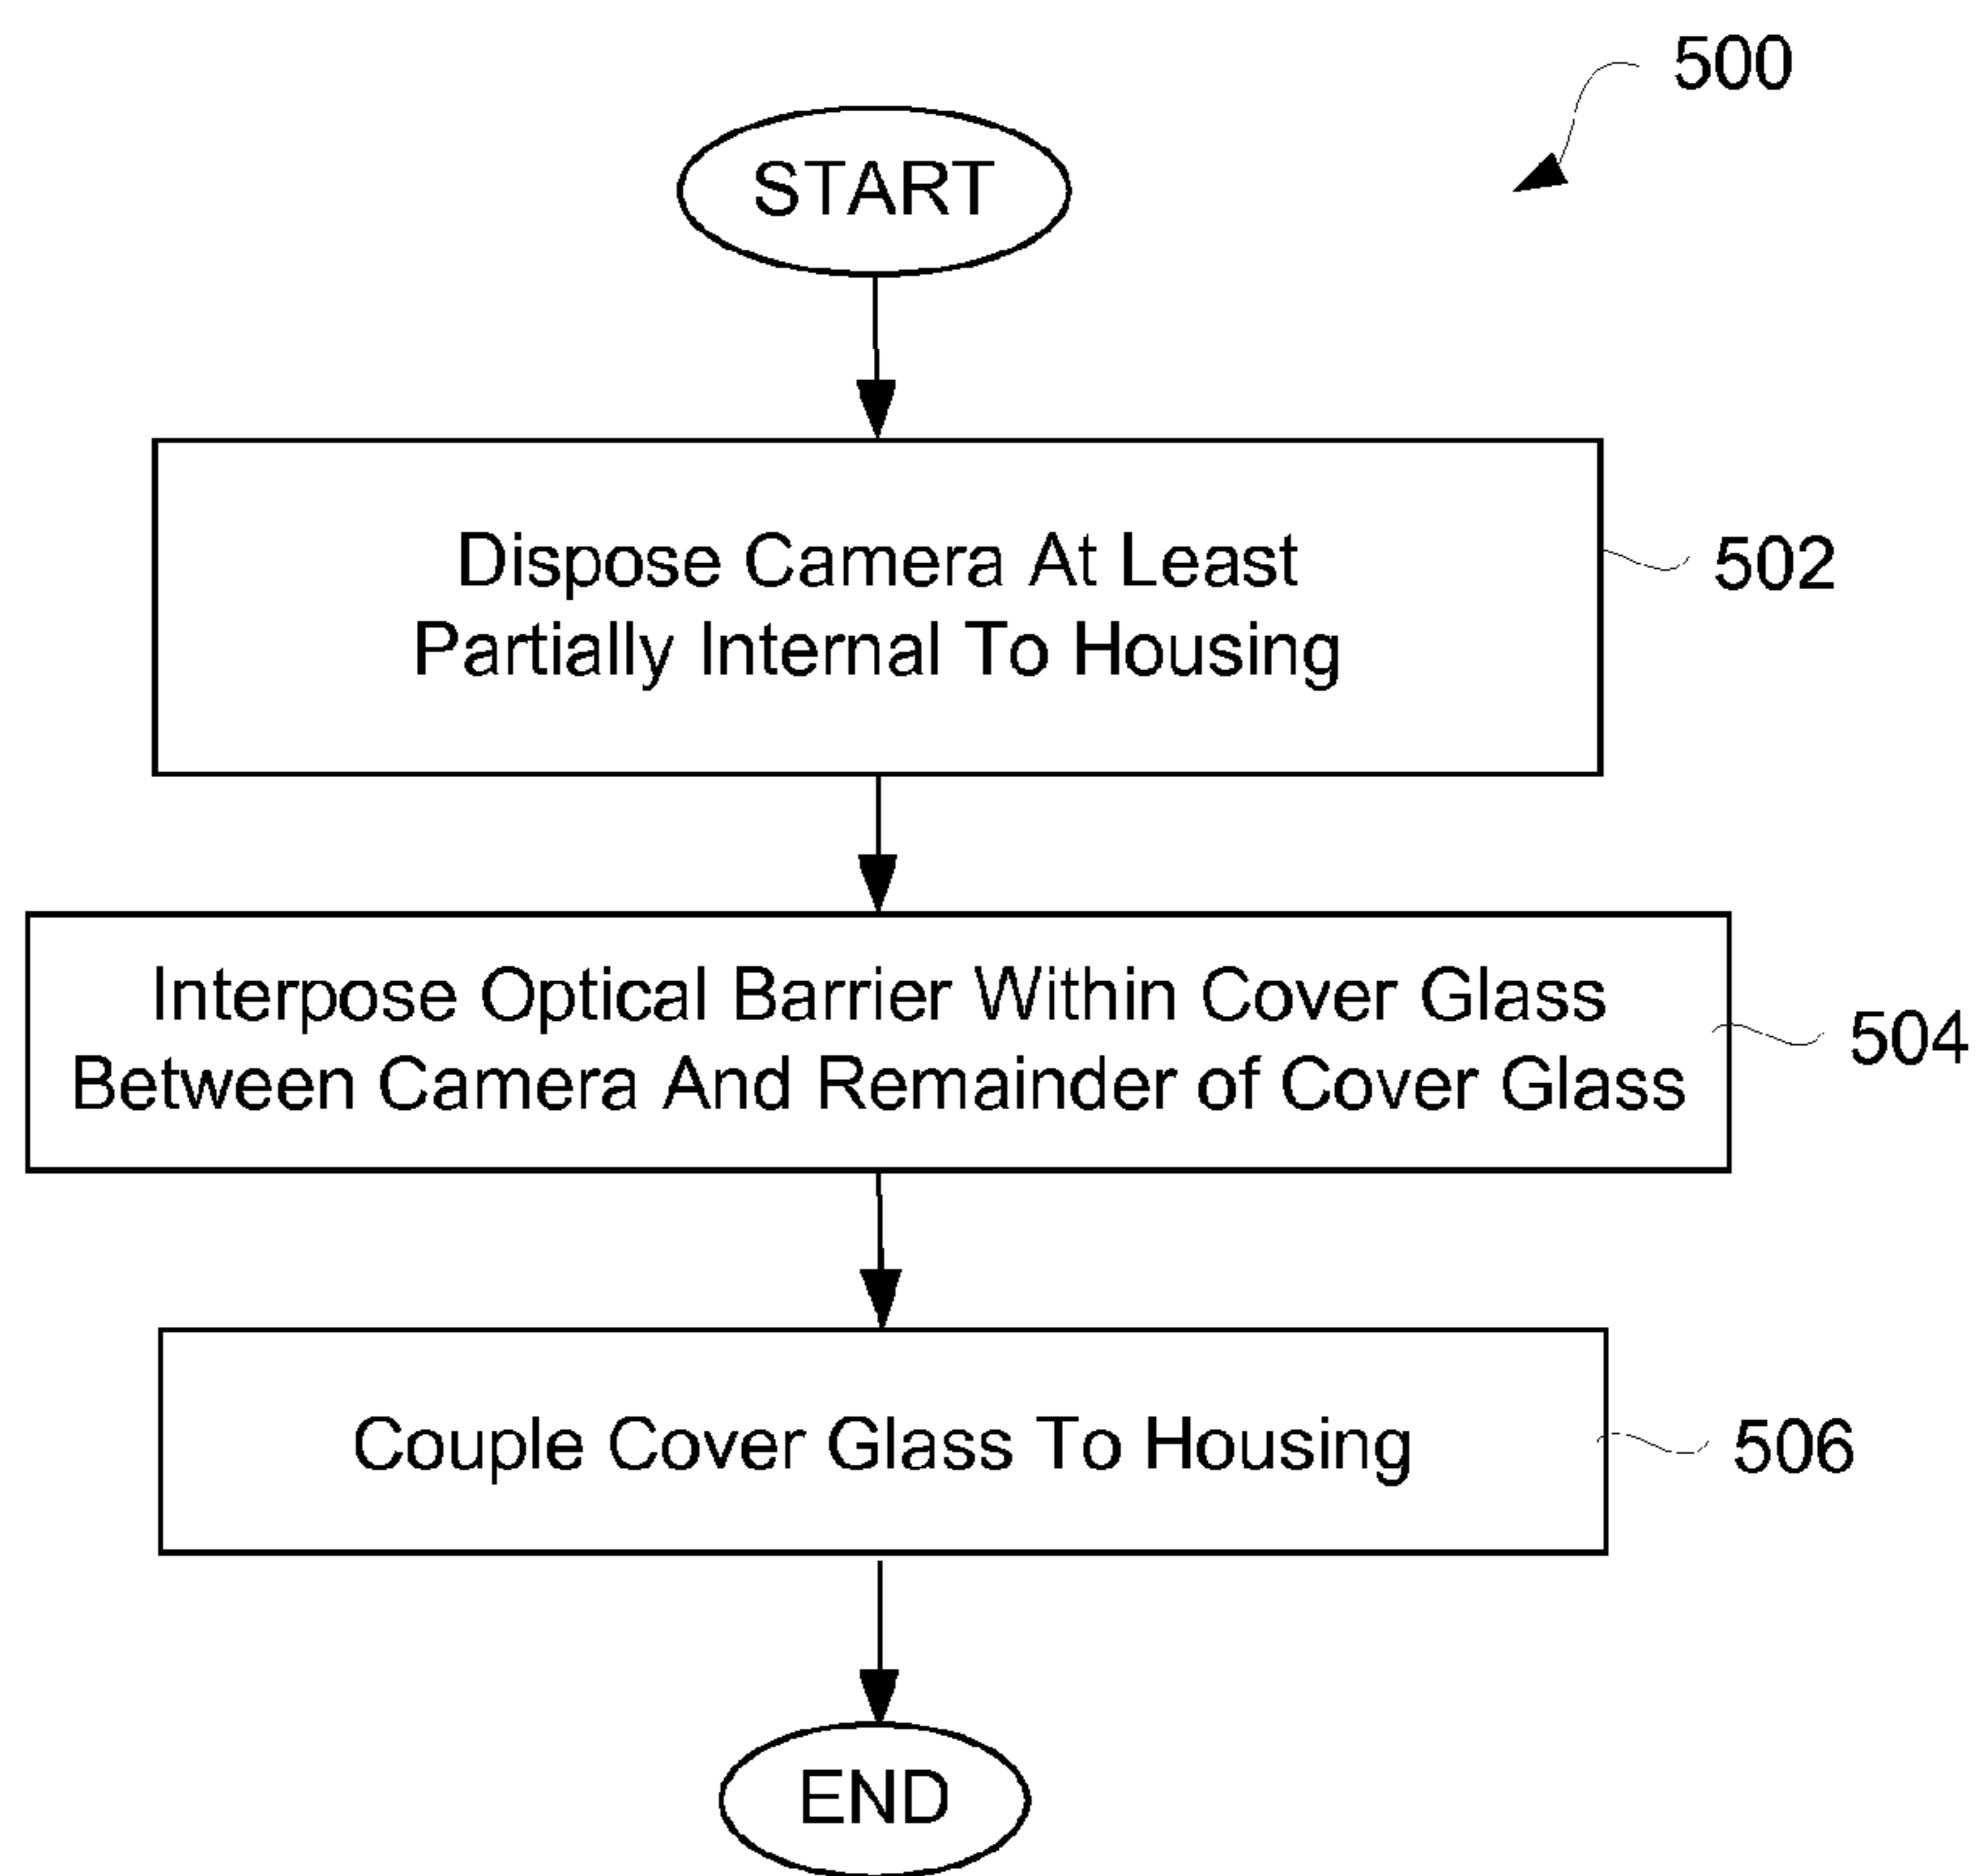 500
START
Dispose Camera At Least
Partially Internal To Housing
502
Interpose Optical Barrier Within Cover Glass
Between Camera And Remainder of Cover Glass
504
Couple Cover Glass To Housing
506
END